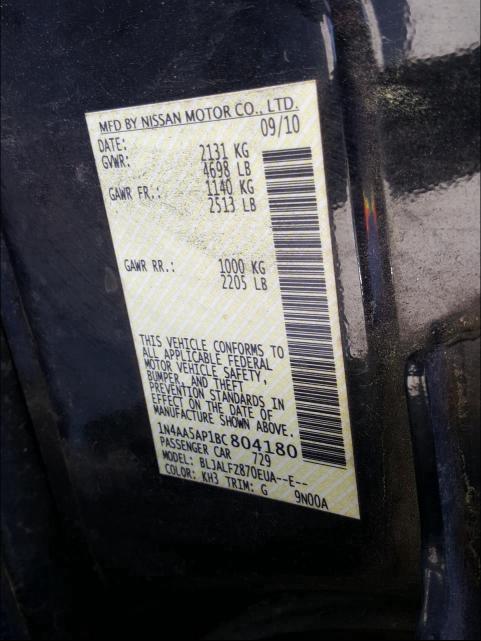 MFD BY NISSAN MOTOR CO., LTD.
DATE: 09/10
GVWR: 2131 KG
4698 LB
GAWR FR.: 1140 KG
2513 LB
GAWR RR.: 1000 KG
2205 LB
THIS VEHICLE CONFORMS TO
ALL APPLICABLE FEDERAL
MOTOR VEHICLE SAFETY,
BUMPER, AND THEFT
PREVENTION STANDARDS IN
EFFECT ON THE DATE OF
MANUFACTURE SHOWN ABOVE.
1N4AA5AP1BC804180
PASSENGER CAR 729
MODEL: BLJALFZ870EUA--E--
COLOR: KH3 TRIM: G 9N00A